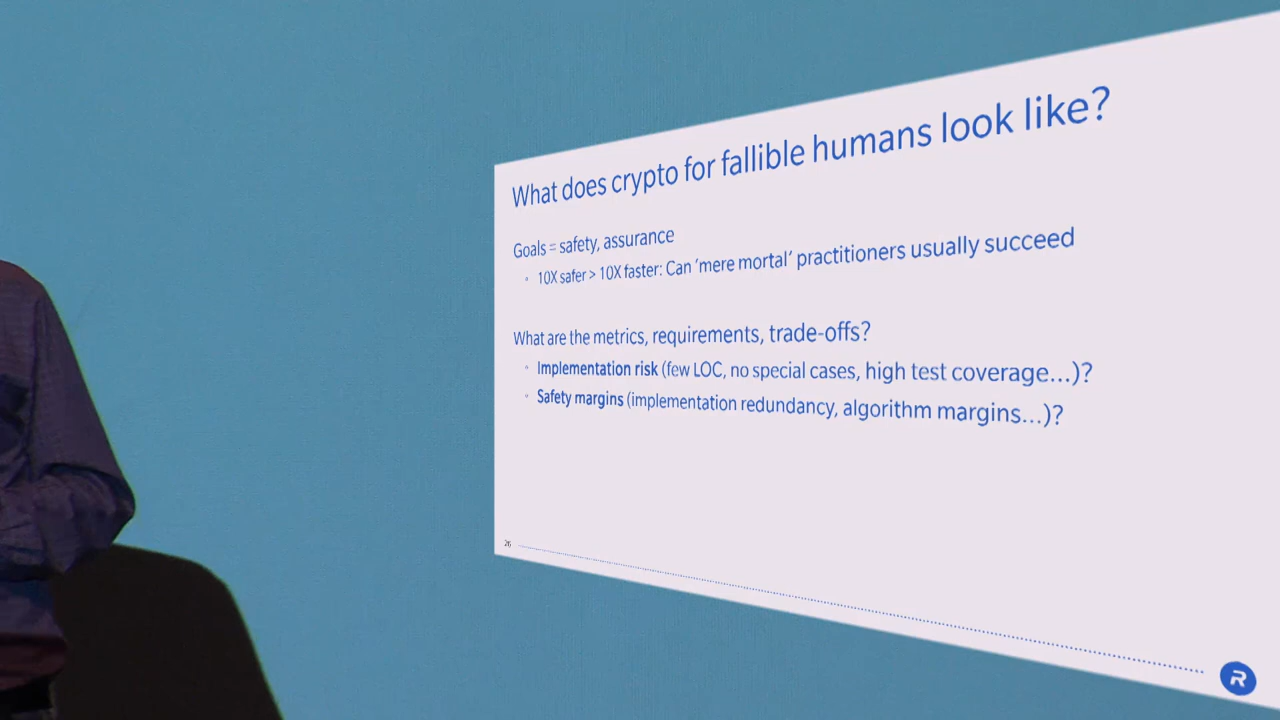 What does crypto for fallible humans look like?
Goals = safety, assurance
• 10X safer > 10X faster: Can 'mere mortal' practitioners usually succeed
What are the metrics, requirements, trade-offs?
• Implementation risk (few LOC, no special cases, high test coverage...)?
• Safety margins (implementation redundancy, algorithm margins...)?
26
R